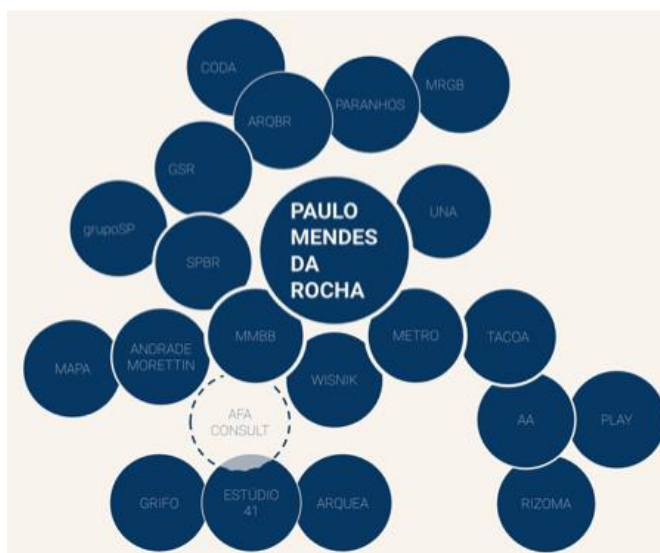 CODA
MRGB
PARANHOS
ARQBR
GSR
PAULO
MENDES
DA
ROCHA
UNA
grupoSP
SPBR
MMBB
METRO
TACOA
ANDRADE
MORETTIN
MAPA
WISNIK
AFA
CONSULT
AA
PLAY
GRIFO
ESTÚDIO
41
ARQUEA
RIZOMA